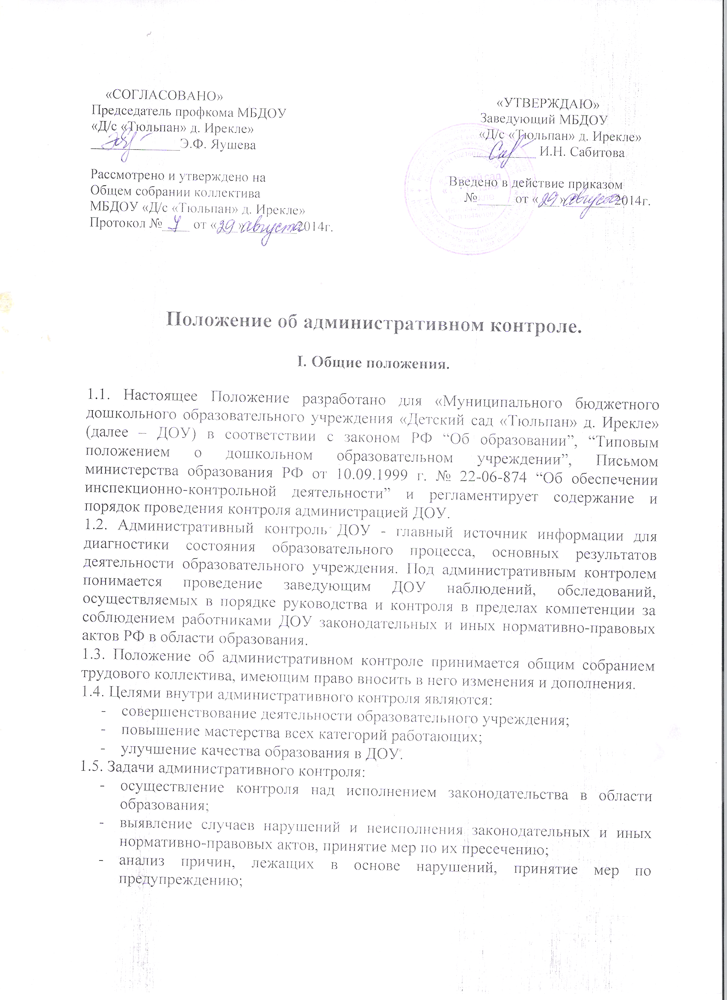 «СОГЛАСОВАНО»
Председатель профкома МБДОУ
«Д/с «Тюльпан» д. Ирекле»
______________Э.Ф. Яушева
Рассмотрено и утверждено на
Общем собрании коллектива
МБДОУ «Д/с «Тюльпан» д. Ирекле»
Протокол №____ от «29» августа 2014г.
«УТВЕРЖДАЮ»
Заведующий МБДОУ
«Д/с «Тюльпан» д. Ирекле»
__________ И.Н. Сабитова
Введено в действие приказом
№_____ от «29» августа 2014г.
Положение об административном контроле.
I. Общие положения.
1.1. Настоящее Положение разработано для «Муниципального бюджетного
дошкольного образовательного учреждения «Детский сад «Тюльпан» д. Ирекле»
(далее – ДОУ) в соответствии с законом РФ “Об образовании”, “Типовым
положением о дошкольном образовательном учреждении”, Письмом
министерства образования РФ от 10.09.1999 г. № 22-06-874 “Об обеспечении
инспекционно-контрольной деятельности” и регламентирует содержание и
порядок проведения контроля администрацией ДОУ.
1.2. Административный контроль ДОУ - главный источник информации для
диагностики состояния образовательного процесса, основных результатов
деятельности образовательного учреждения. Под административным контролем
понимается проведение заведующим ДОУ наблюдений, обследований,
осуществляемых в порядке руководства и контроля в пределах компетенции за
соблюдением работниками ДОУ законодательных и иных нормативно-правовых
актов РФ в области образования.
1.3. Положение об административном контроле принимается общим собранием
трудового коллектива, имеющим право вносить в него изменения и дополнения.
1.4. Целями внутри административного контроля являются:
- совершенствование деятельности образовательного учреждения;
- повышение мастерства всех категорий работающих;
- улучшение качества образования в ДОУ.
1.5. Задачи административного контроля:
- осуществление контроля над исполнением законодательства в области
образования;
- выявление случаев нарушений и неисполнения законодательных и иных
нормативно-правовых актов, принятие мер по их пресечению;
- анализ причин, лежащих в основе нарушений, принятие мер по
предупреждению;